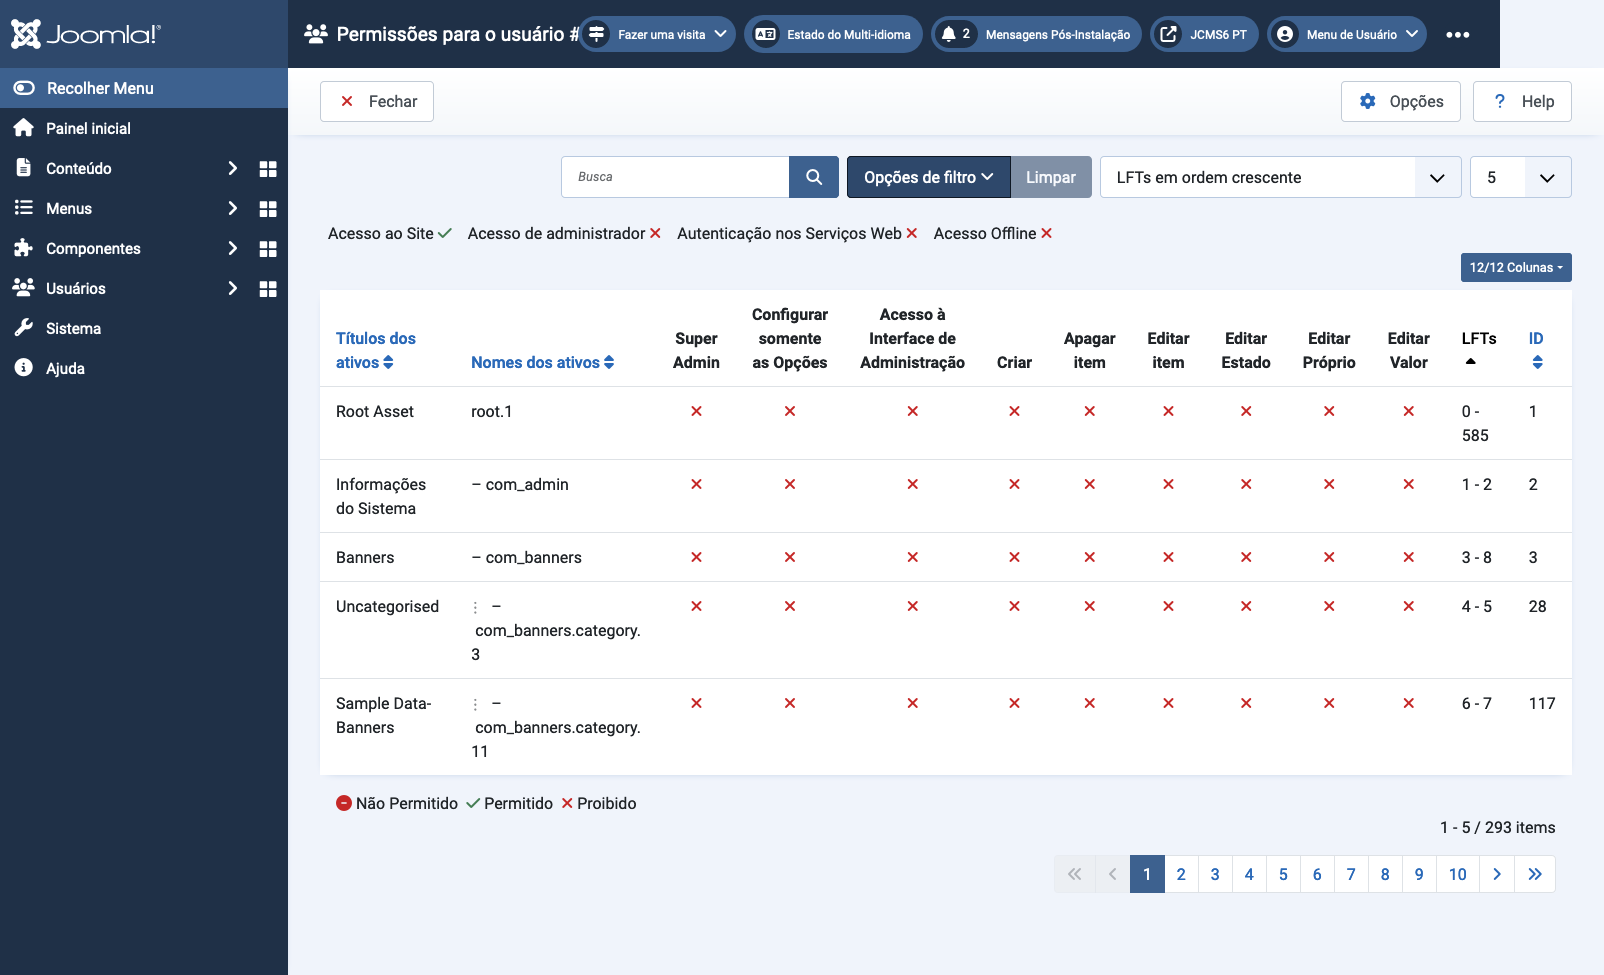 Joomla!®
Permissões para o usuário #
Fazer uma visita
Estado do Multi-idioma
2 Mensagens Pós-Instalação
JCMS6 PT
Menu de Usuário
Recolher Menu
Painel inicial
Conteúdo
Menus
Componentes
Usuários
Sistema
Ajuda
Fechar
Opções
? Help
Busca
Opções de filtro
Limpar
LFTs em ordem crescente
5
Acesso ao Site
Acesso de administrador
Autenticação nos Serviços Web
Acesso Offline
12/12 Colunas
Títulos dos
ativos
Nomes dos ativos
Super
Admin
Configurar
somente
as Opções
Acesso à
Interface de
Administração
Criar
Apagar
item
Editar
item
Editar
Estado
Editar
Próprio
Editar
Valor
LFTs
ID
Root Asset
root.1
0 -
585
1
Informações
do Sistema
– com_admin
1 - 2
2
Banners
– com_banners
3 - 8
3
Uncategorised
⋮ –
com_banners.category.
3
4 - 5
28
Sample Data-
Banners
⋮ –
com_banners.category.
11
6 - 7
117
Não Permitido
Permitido
Proibido
1 - 5 / 293 items
1 2 3 4 5 6 7 8 9 10